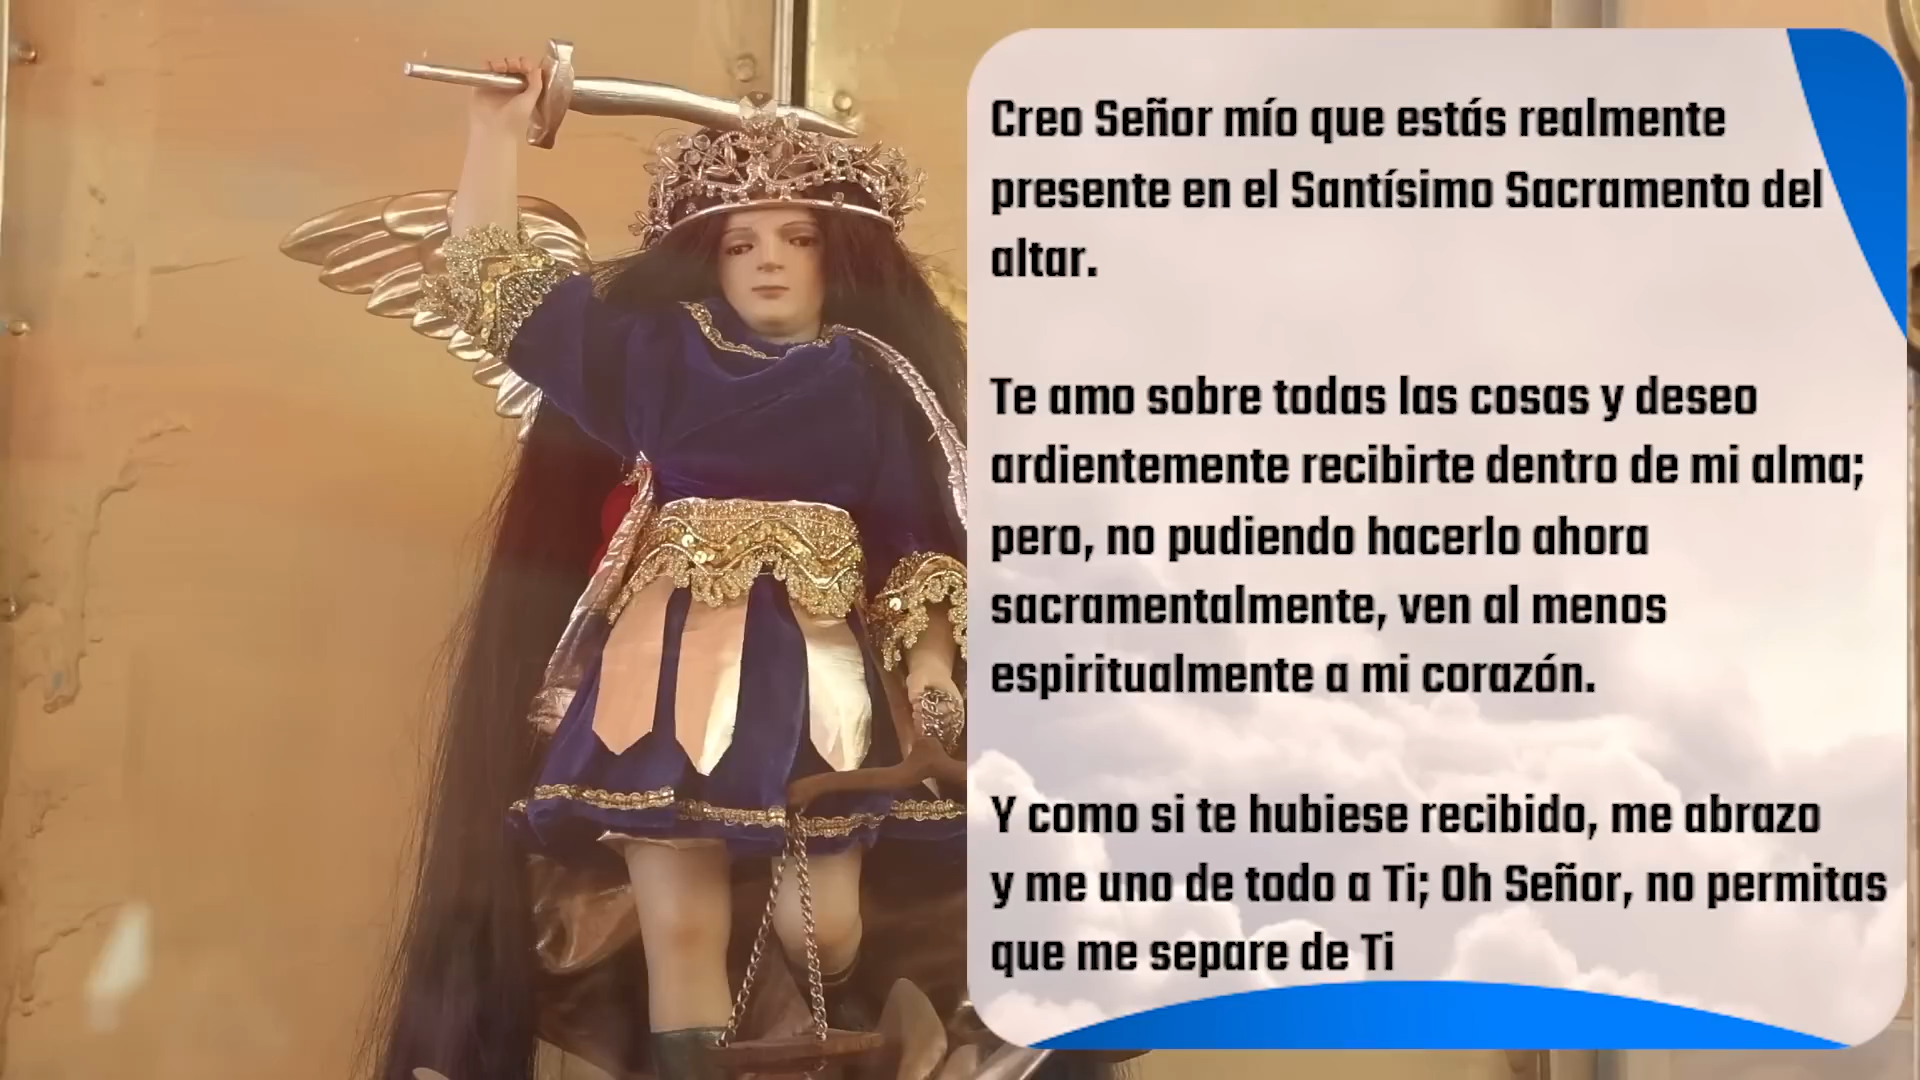 Creo Señor mío que estás realmente
presente en el Santísimo Sacramento del
altar.
Te amo sobre todas las cosas y deseo
ardientemente recibirte dentro de mi alma;
pero, no pudiendo hacerlo ahora
sacramentalmente, ven al menos
espiritualmente a mi corazón.
Y como si te hubiese recibido, me abrazo
y me uno de todo a Ti; Oh Señor, no permitas
que me separe de Ti